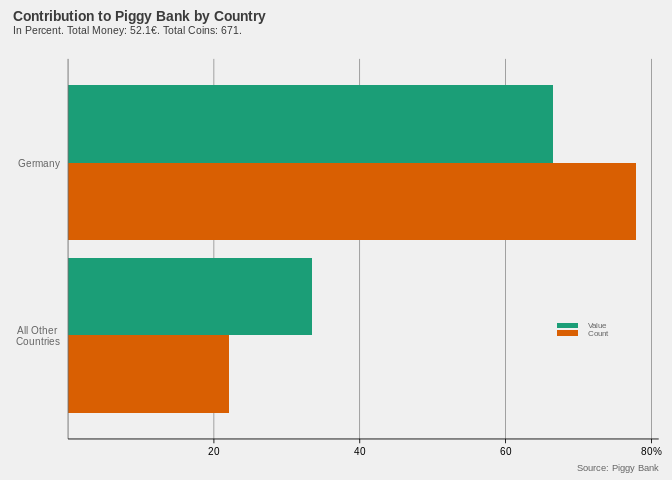 Contribution to Piggy Bank by Country
In Percent. Total Money: 52.1€. Total Coins: 671.
Germany
All Other
Countries
Value
Count
20
40
60
80%
Source: Piggy Bank